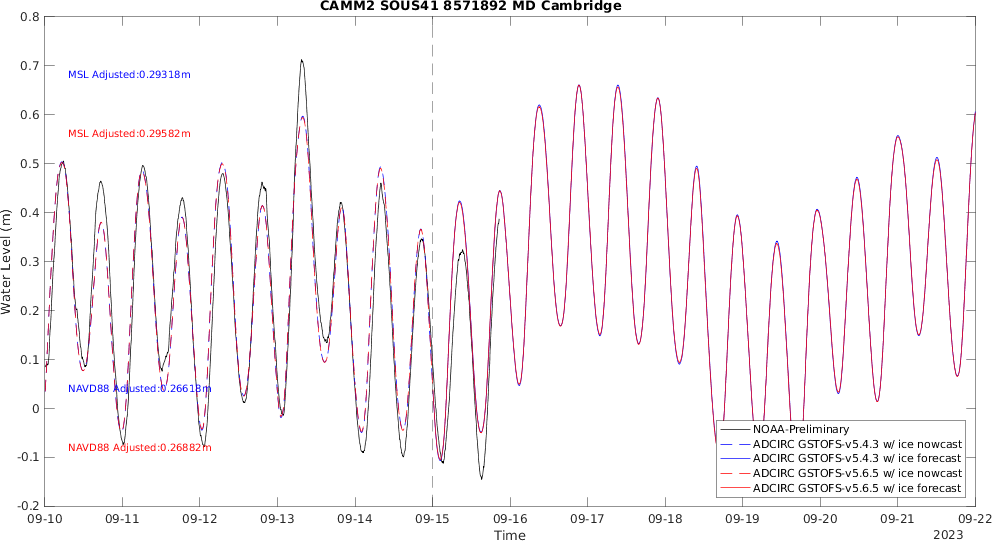 CAMM2 SOUS41 8571892 MD Cambridge
0.8
0.7
0.6
0.5
0.4
0.3
0.2
0.1
0
-0.1
-0.2
Water Level (m)
MSL Adjusted:0.29318m
MSL Adjusted:0.29582m
NAVD88 Adjusted:0.26613m
NAVD88 Adjusted:0.26882m
NOAA-Preliminary
ADCIRC GSTOFS-v5.4.3 w/ ice nowcast
ADCIRC GSTOFS-v5.4.3 w/ ice forecast
ADCIRC GSTOFS-v5.6.5 w/ ice nowcast
ADCIRC GSTOFS-v5.6.5 w/ ice forecast
09-10 09-11 09-12 09-13 09-14 09-15 09-16 09-17 09-18 09-19 09-20 09-21 09-22
Time
2023